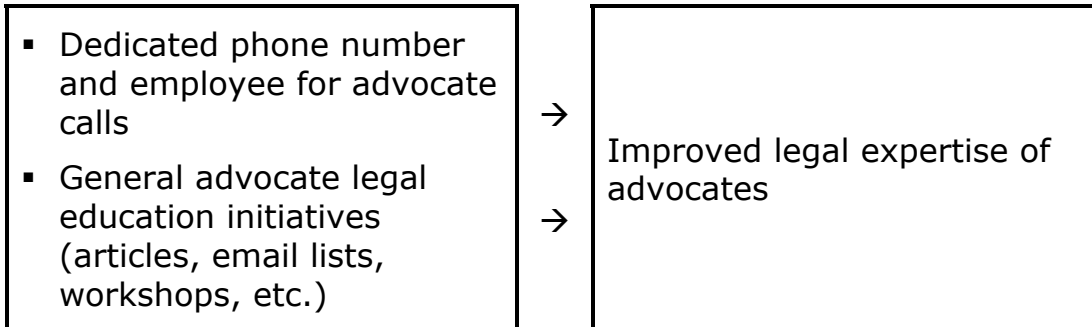 ▪ Dedicated phone number
and employee for advocate
calls
▪ General advocate legal
education initiatives
(articles, email lists,
workshops, etc.)
→
→
Improved legal expertise of
advocates